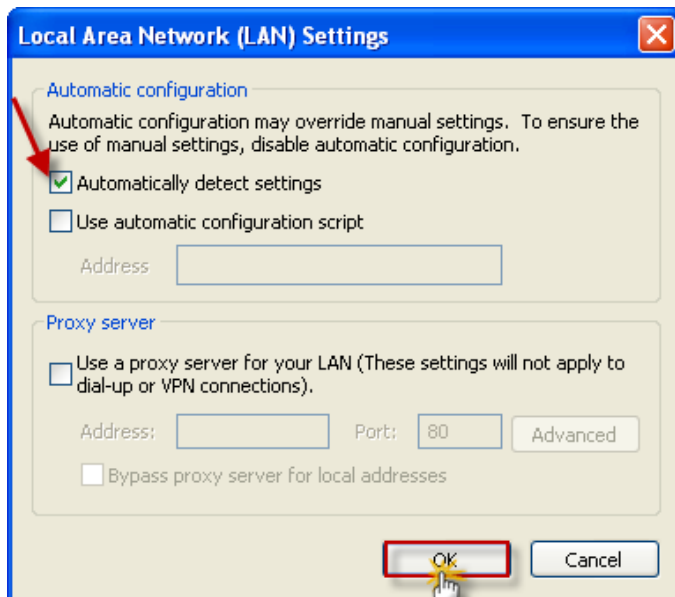 Local Area Network (LAN) Settings
Automatic configuration
Automatic configuration may override manual settings.  To ensure the
use of manual settings, disable automatic configuration.
Automatically detect settings
Use automatic configuration script
Address
Proxy server
Use a proxy server for your LAN (These settings will not apply to
dial-up or VPN connections).
Address:
Port:
80
Advanced
Bypass proxy server for local addresses
OK
Cancel